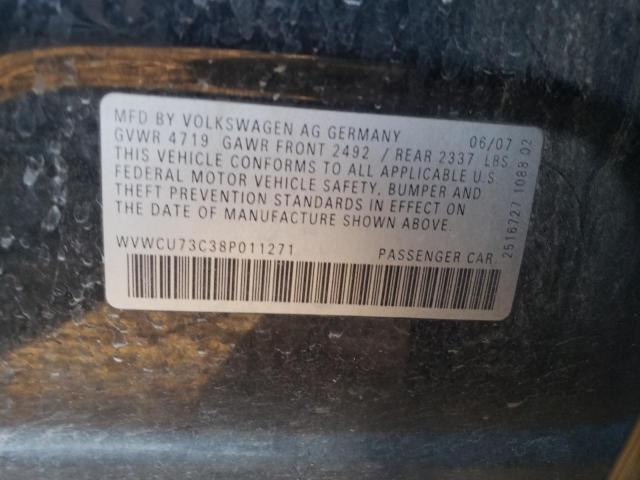 MFD BY VOLKSWAGEN AG GERMANY 06/07
GVWR 4719 GAWR FRONT 2492 / REAR 2337 LBS.
THIS VEHICLE CONFORMS TO ALL APPLICABLE U.S.
FEDERAL MOTOR VEHICLE SAFETY, BUMPER AND
THEFT PREVENTION STANDARDS IN EFFECT ON
THE DATE OF MANUFACTURE SHOWN ABOVE.
WVWCU73C38P011271 PASSENGER CAR
2516727 1088 02